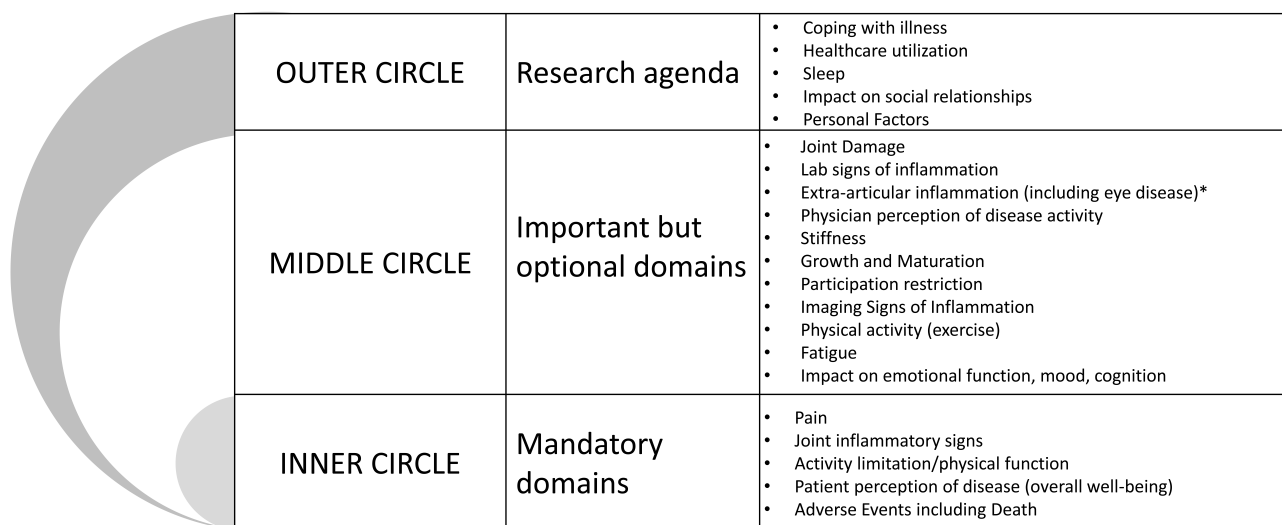 OUTER CIRCLE
Research agenda
• Coping with illness
• Healthcare utilization
• Sleep
• Impact on social relationships
• Personal Factors
MIDDLE CIRCLE
Important but
optional domains
• Joint Damage
• Lab signs of inflammation
• Extra-articular inflammation (including eye disease)*
• Physician perception of disease activity
• Stiffness
• Growth and Maturation
• Participation restriction
• Imaging Signs of Inflammation
• Physical activity (exercise)
• Fatigue
• Impact on emotional function, mood, cognition
INNER CIRCLE
Mandatory
domains
• Pain
• Joint inflammatory signs
• Activity limitation/physical function
• Patient perception of disease (overall well-being)
• Adverse Events including Death